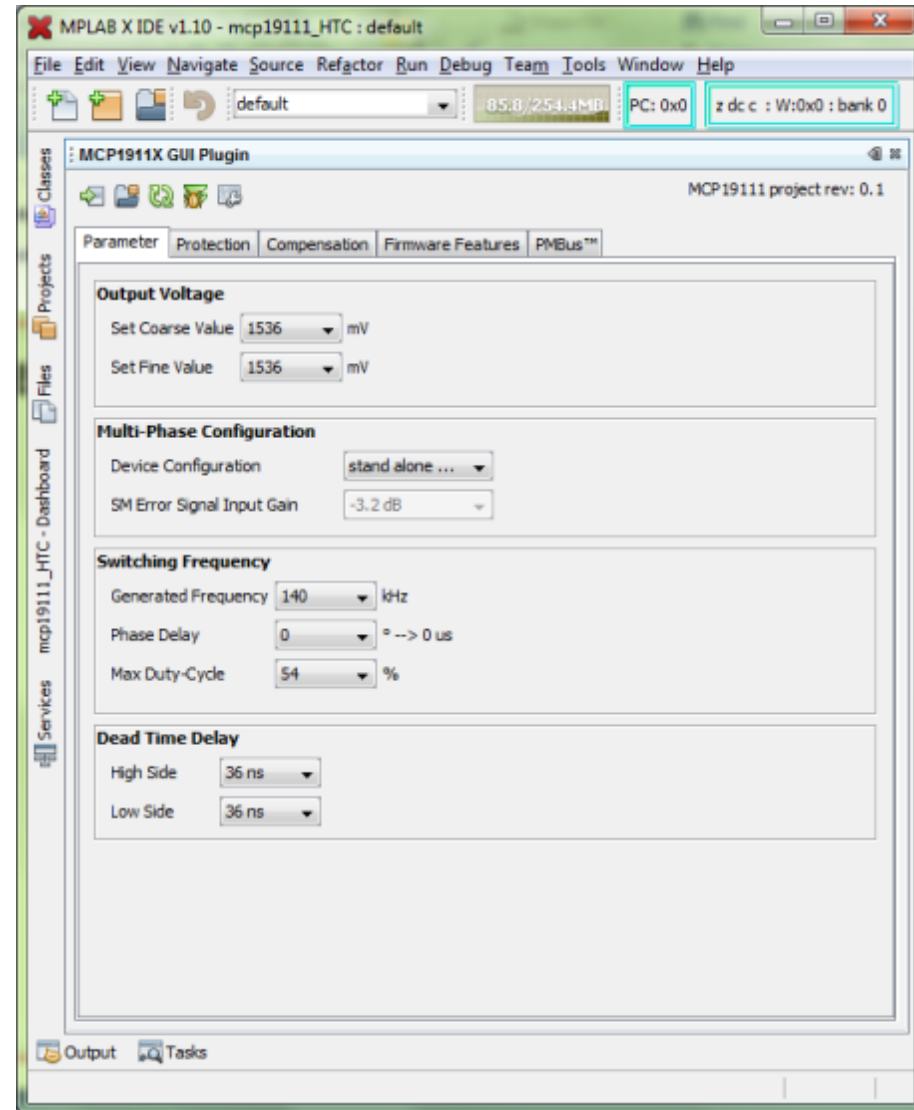 MPLAB X IDE v1.10 - mcp19111_HTC : default
File Edit View Navigate Source Refactor Run Debug Team Tools Window Help
default
85.8/254.4MB
PC: 0x0
z dc c : W:0x0 : bank 0
Classes
Projects
Files
mcp19111_HTC - Dashboard
Services
MCP1911X GUI Plugin
MCP19111 project rev: 0.1
Parameter Protection Compensation Firmware Features PMBus™
Output Voltage
Set Coarse Value 1536 mV
Set Fine Value 1536 mV
Multi-Phase Configuration
Device Configuration stand alone ...
SM Error Signal Input Gain -3.2 dB
Switching Frequency
Generated Frequency 140 kHz
Phase Delay 0 ° --> 0 us
Max Duty-Cycle 54 %
Dead Time Delay
High Side 36 ns
Low Side 36 ns
Output Tasks